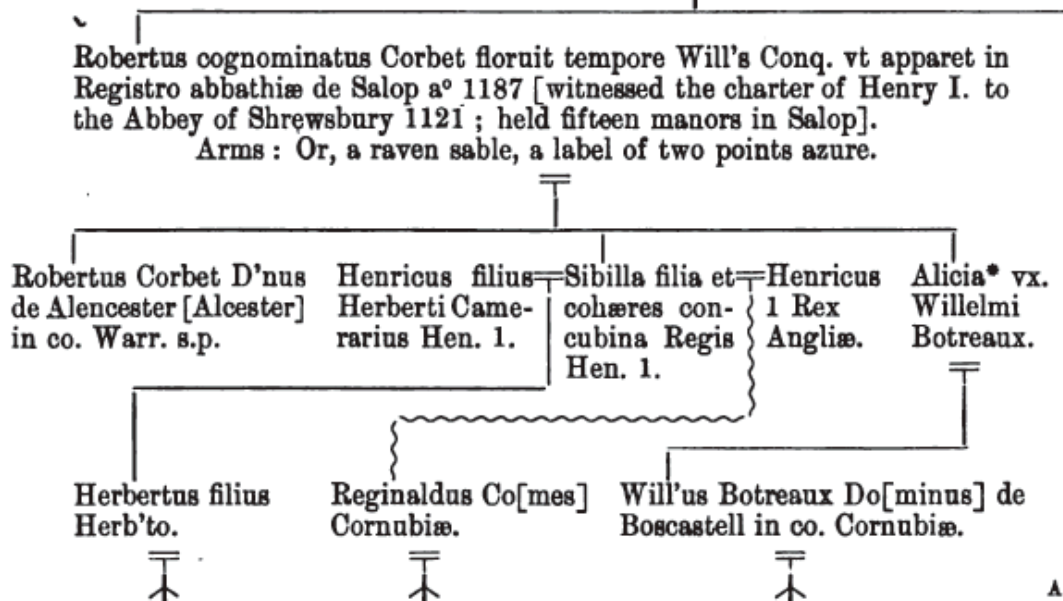 Robertus cognominatus Corbet floruit tempore Will's Conq. vt apparet in
Registro abbathiæ de Salop aº 1187 [witnessed the charter of Henry I. to
the Abbey of Shrewsbury 1121 ; held fifteen manors in Salop].
Arms : Or, a raven sable, a label of two points azure.
Robertus Corbet D'nus
de Alencester [Alcester]
in co. Warr. s.p.
Henricus filius
Herberti Came-
rarius Hen. 1.
Sibilla filia et
cohæres con-
cubina Regis
Hen. 1.
Henricus
1 Rex
Angliæ.
Alicia* vx.
Willelmi
Botreaux.
Herbertus filius
Herb'to.
Reginaldus Co[mes]
Cornubiæ.
Will'us Botreaux Do[minus] de
Boscastell in co. Cornubiæ.
A